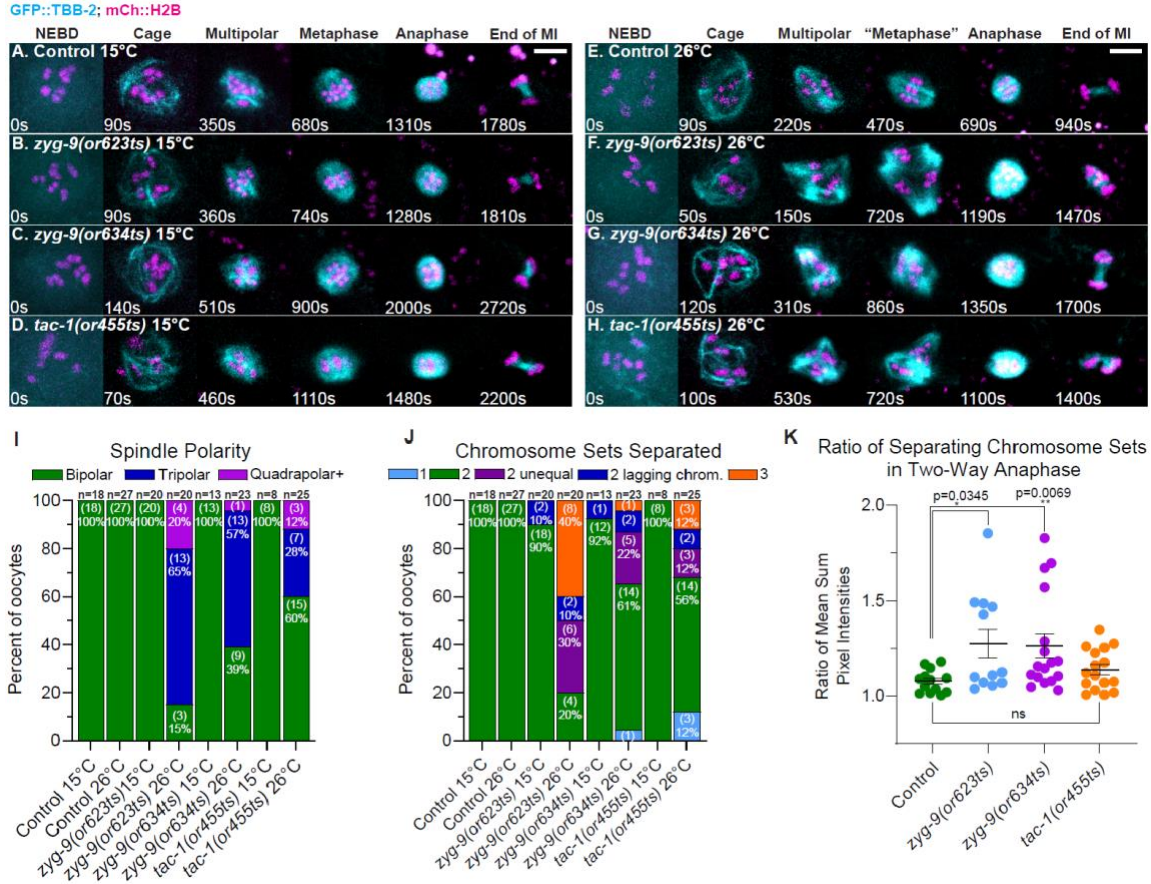 GFP::TBB-2; mCh::H2B
NEBD Cage Multipolar Metaphase Anaphase End of MI
A. Control 15°C
0s 90s 350s 680s 1310s 1780s
B. zyg-9(or623ts) 15°C
0s 90s 360s 740s 1280s 1810s
C. zyg-9(or634ts) 15°C
0s 140s 510s 900s 2000s 2720s
D. tac-1(or455ts) 15°C
0s 70s 460s 1110s 1480s 2200s
NEBD Cage Multipolar “Metaphase” Anaphase End of MI
E. Control 26°C
0s 90s 220s 470s 690s 940s
F. zyg-9(or623ts) 26°C
0s 50s 150s 720s 1190s 1470s
G. zyg-9(or634ts) 26°C
0s 120s 310s 860s 1350s 1700s
H. tac-1(or455ts) 26°C
0s 100s 530s 720s 1100s 1400s
I
Spindle Polarity
Bipolar Tripolar Quadrapolar+
n=18 n=27 n=20 n=20 n=13 n=23 n=8 n=25
(18) (27) (20) (4) (13) (1) (8) (3)
100% 100% 100% 20% 100% 100% 12%
(13) (13) (7)
65% 57% 28%
(3) (9) (15)
15% 39% 60%
Percent of oocytes
100
80
60
40
20
0
Control 15°C
Control 26°C
zyg-9(or623ts) 15°C
zyg-9(or623ts) 26°C
zyg-9(or634ts) 15°C
zyg-9(or634ts) 26°C
tac-1(or455ts) 15°C
tac-1(or455ts) 26°C
J
Chromosome Sets Separated
1 2 2 unequal 2 lagging chrom. 3
n=18 n=27 n=20 n=20 n=13 n=23 n=8 n=25
(18) (27) (2) (8) (1) (1) (8) (3)
100% 100% 10% 40% 100% 12%
(18) (12) (2) (2)
90% 92%
(5) (3)
22% 12%
(2) (14) (14)
10% 61% 56%
(6)
30%
(4) (1) (3)
20% 12%
Percent of oocytes
100
80
60
40
20
0
Control 15°C
Control 26°C
zyg-9(or623ts) 15°C
zyg-9(or623ts) 26°C
zyg-9(or634ts) 15°C
zyg-9(or634ts) 26°C
tac-1(or455ts) 15°C
tac-1(or455ts) 26°C
K
Ratio of Separating Chromosome Sets
in Two-Way Anaphase
p=0.0345 p=0.0069
* **
ns
Ratio of Mean Sum
Pixel Intensities
2.0
1.5
1.0
Control
zyg-9(or623ts)
zyg-9(or634ts)
tac-1(or455ts)